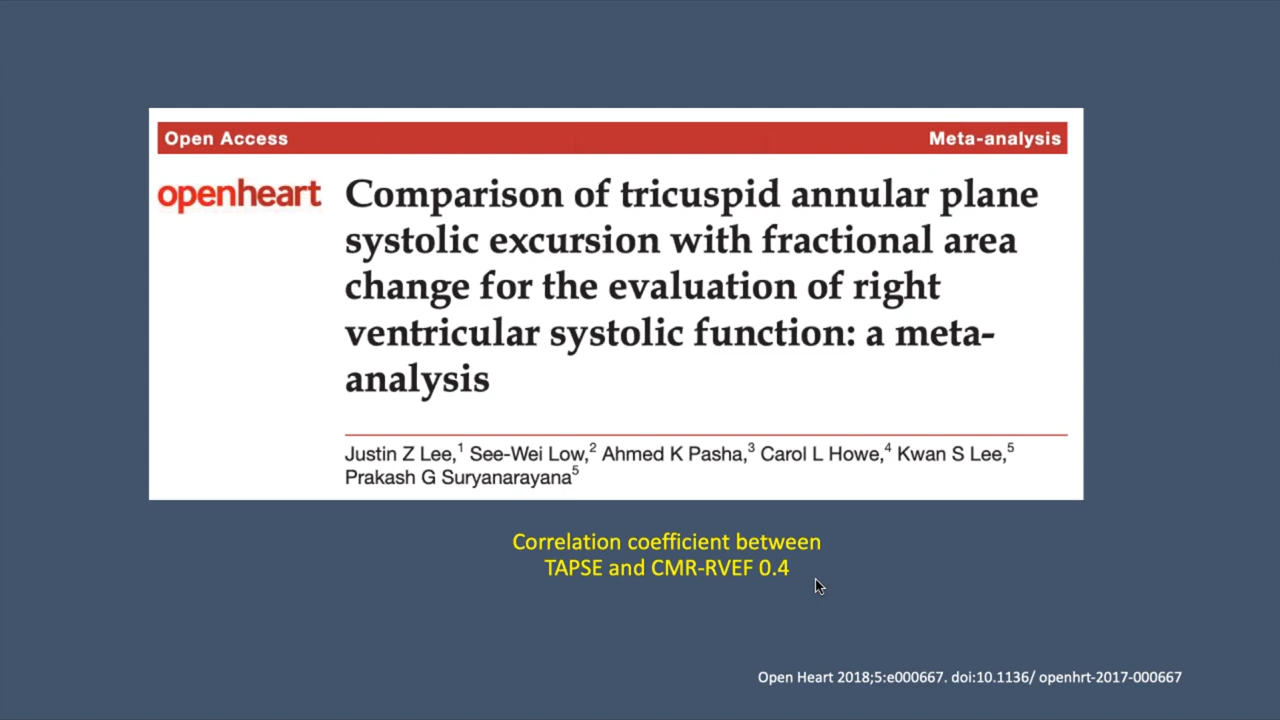 Open Access
Meta-analysis
openheart
Comparison of tricuspid annular plane
systolic excursion with fractional area
change for the evaluation of right
ventricular systolic function: a meta-
analysis
Justin Z Lee,1 See-Wei Low,2 Ahmed K Pasha,3 Carol L Howe,4 Kwan S Lee,5
Prakash G Suryanarayana5
Correlation coefficient between
TAPSE and CMR-RVEF 0.4
Open Heart 2018;5:e000667. doi:10.1136/ openhrt-2017-000667